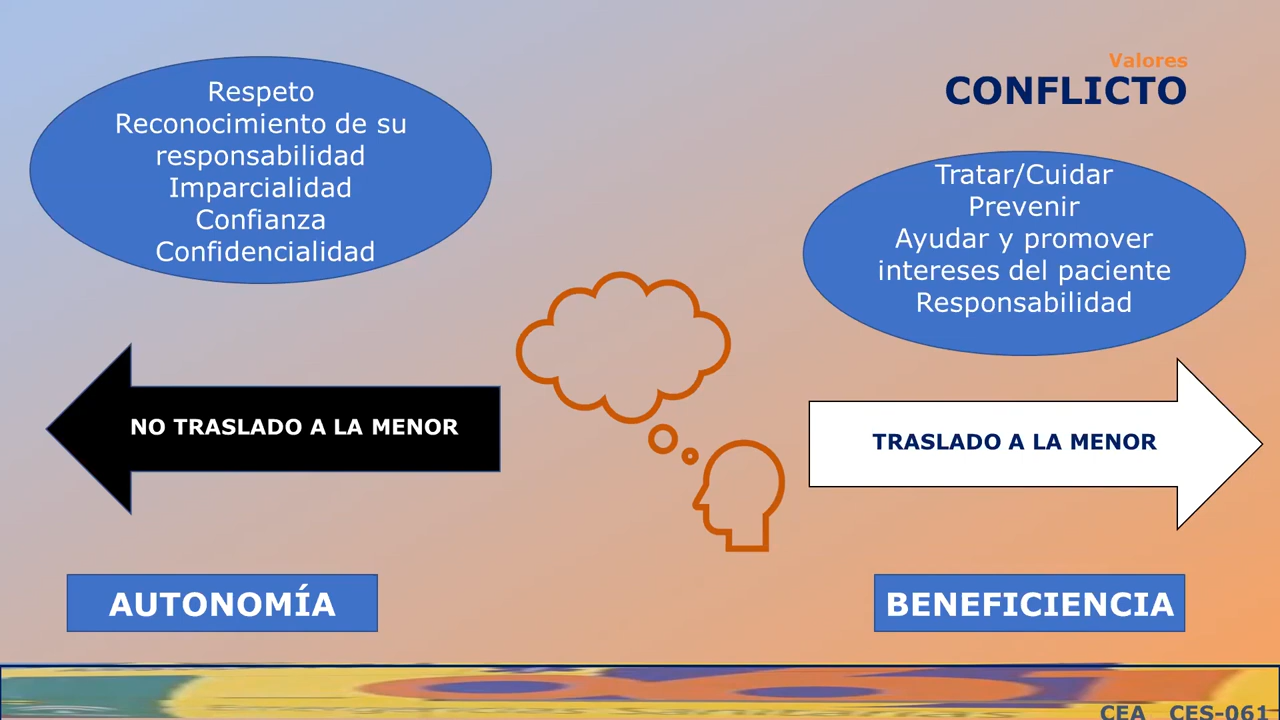 Valores
CONFLICTO
Respeto
Reconocimiento de su
responsabilidad
Imparcialidad
Confianza
Confidencialidad
Tratar/Cuidar
Prevenir
Ayudar y promover
intereses del paciente
Responsabilidad
NO TRASLADO A LA MENOR
TRASLADO A LA MENOR
AUTONOMÍA
BENEFICIENCIA
CEA CES-061